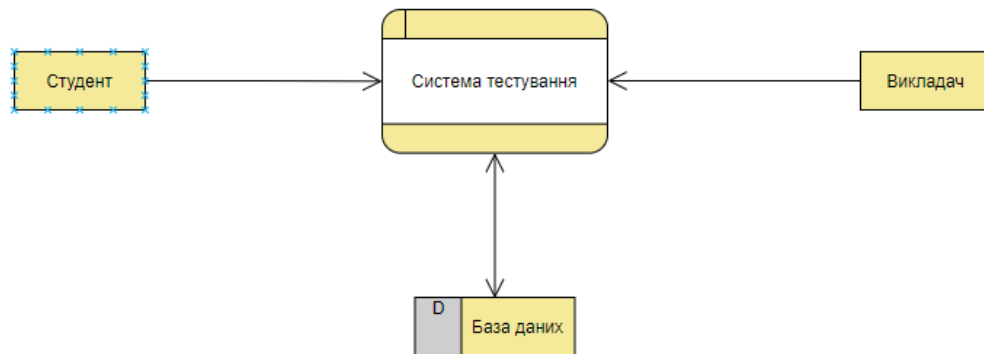 Студент
Система тестування
Викладач
D
База даних